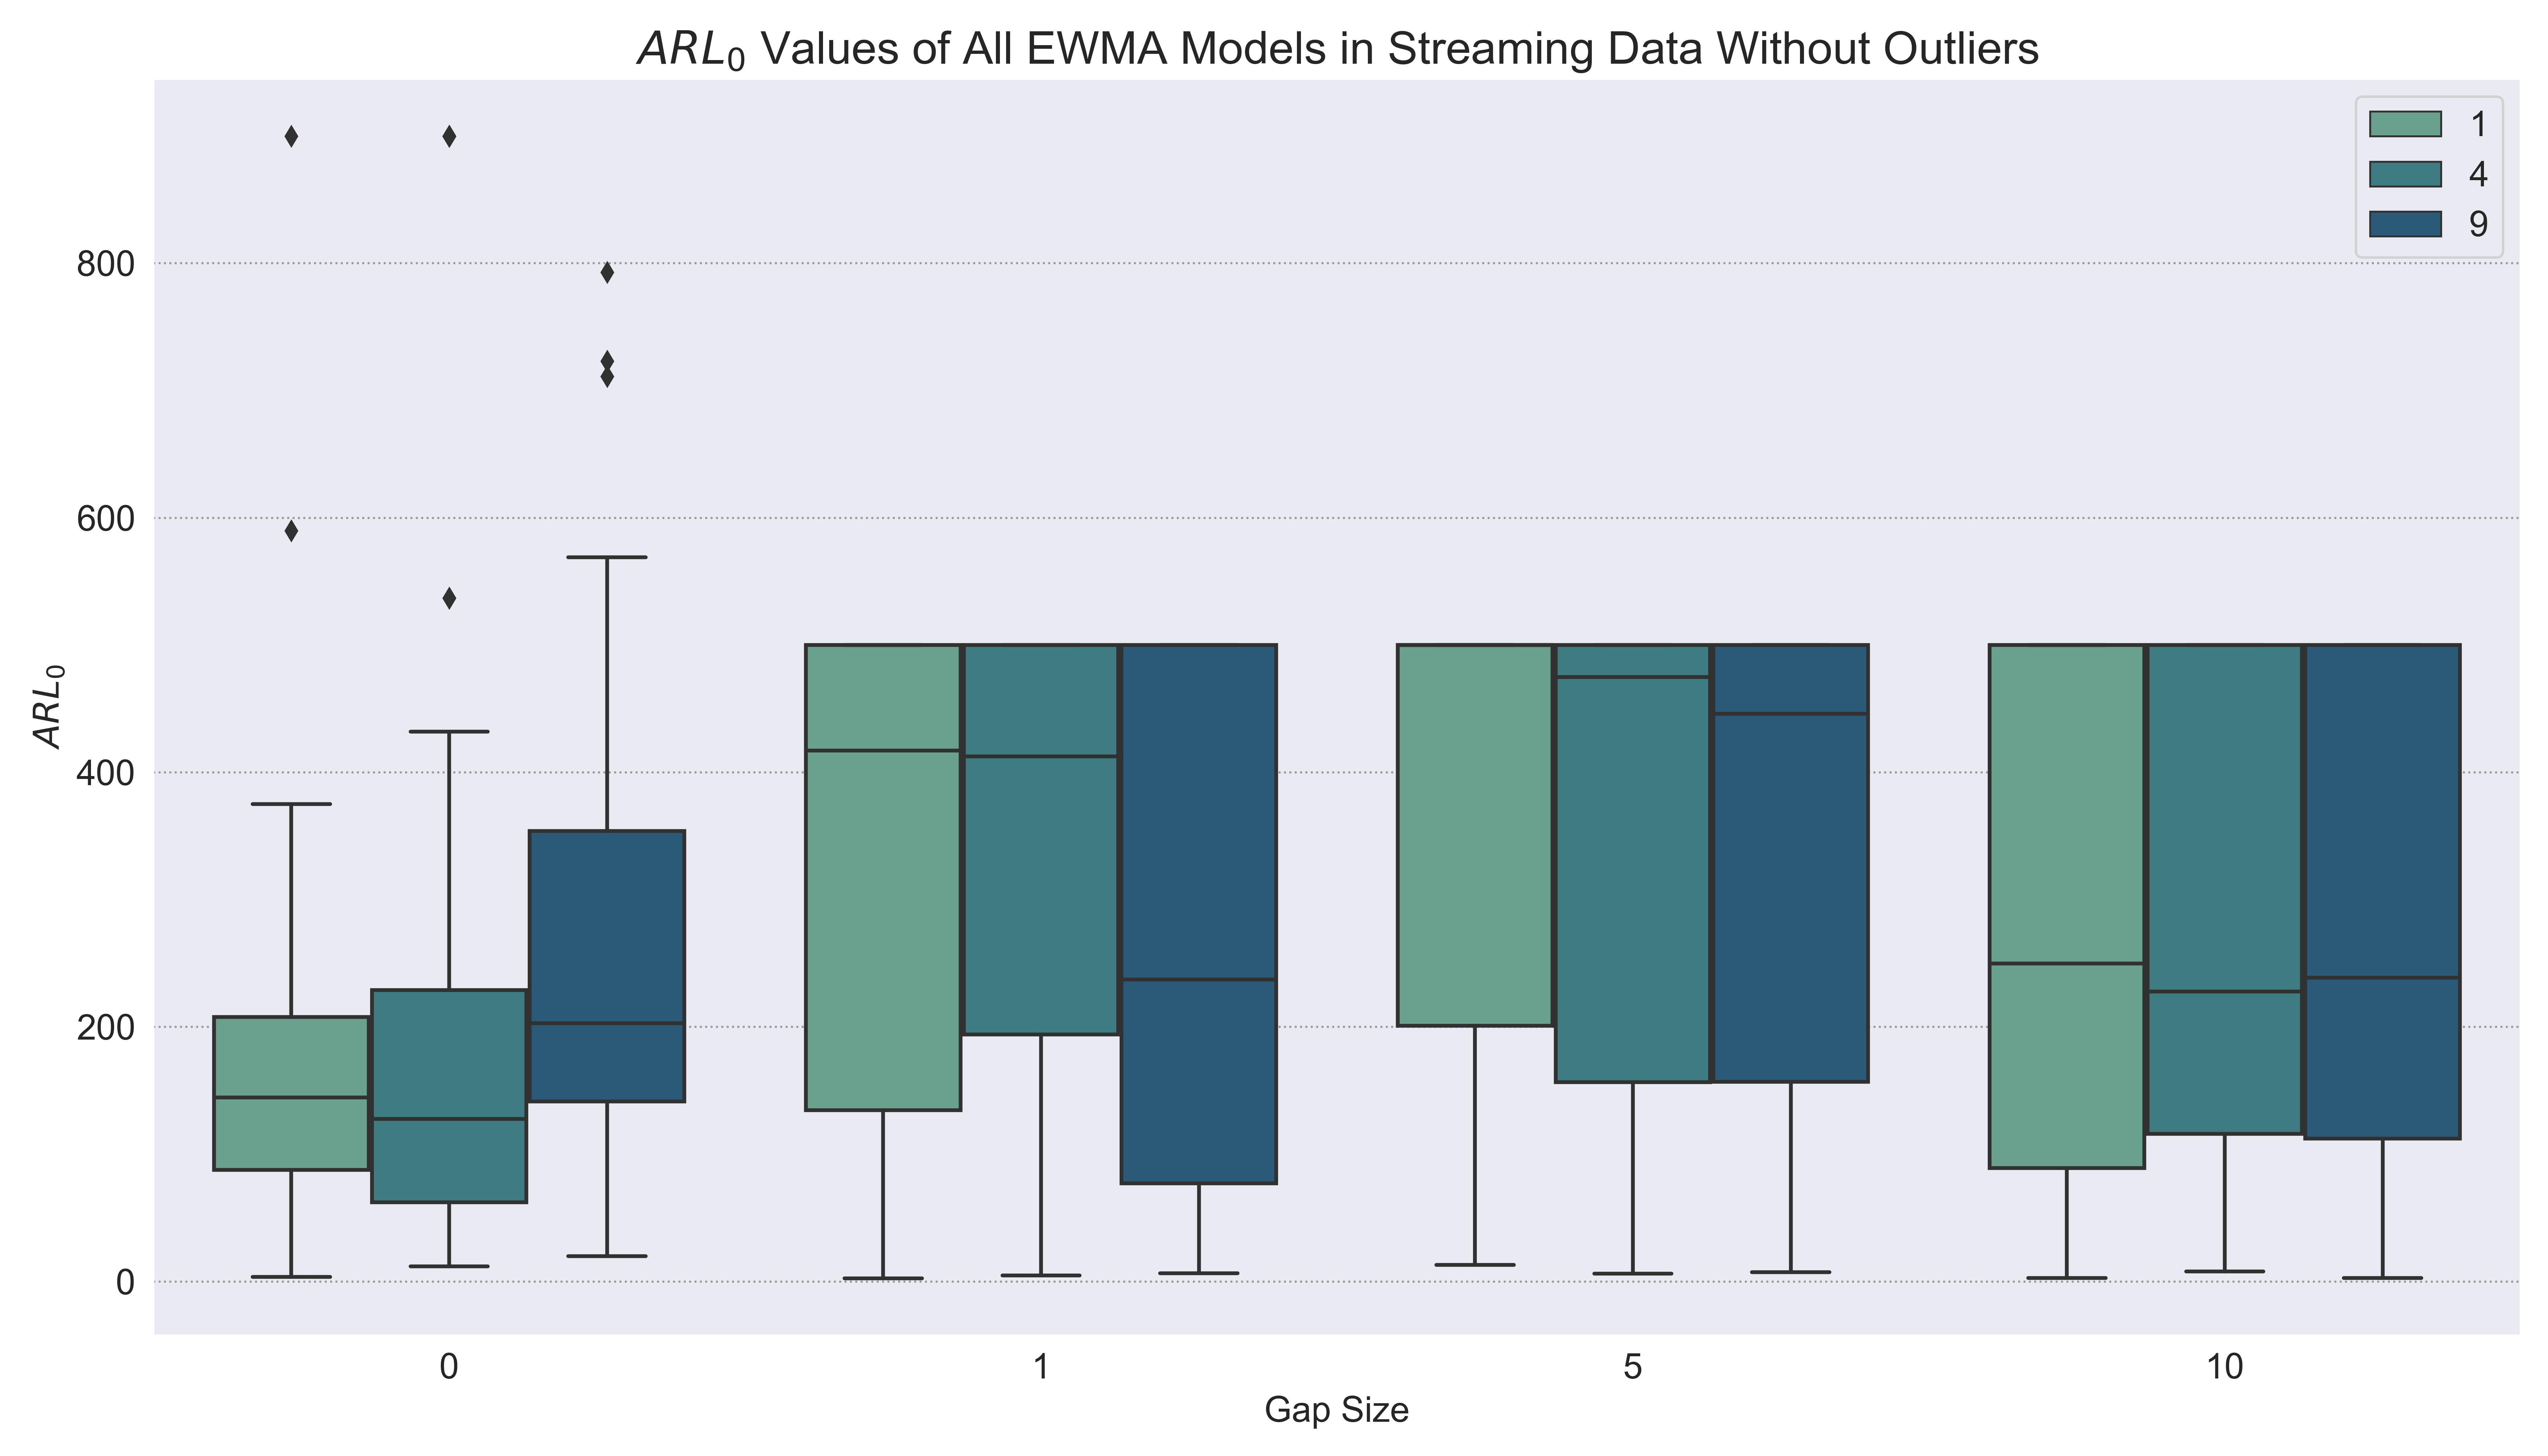 ARL₀ Values of All EWMA Models in Streaming Data Without Outliers
1
4
9
800
600
400
200
0
ARL₀
0 1 5 10
Gap Size